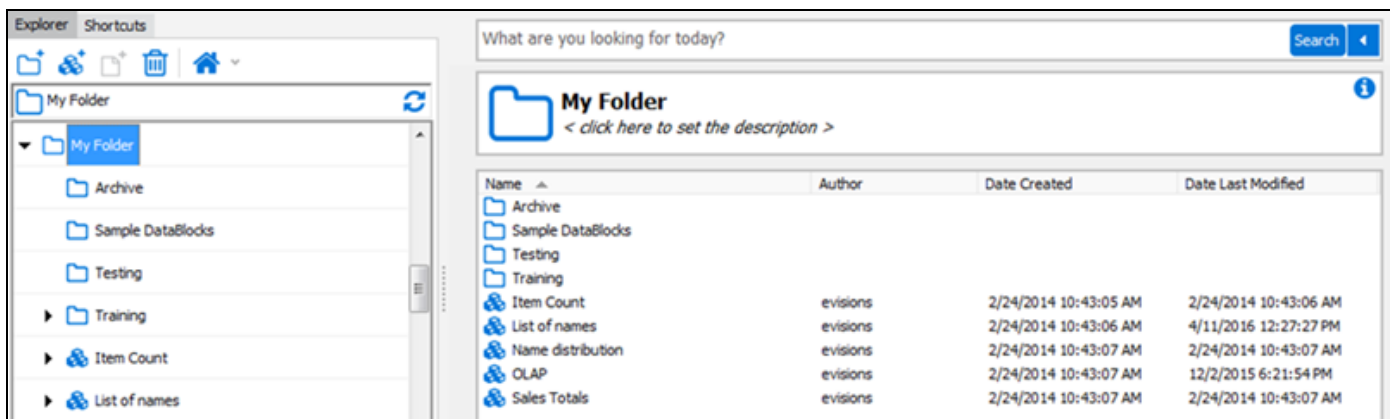 Explorer Shortcuts
My Folder
My Folder
Archive
Sample DataBlocks
Testing
Training
Item Count
List of names
What are you looking for today? Search
My Folder
< click here to set the description >
Name Author Date Created Date Last Modified
Archive
Sample DataBlocks
Testing
Training
Item Count evisions 2/24/2014 10:43:05 AM 2/24/2014 10:43:06 AM
List of names evisions 2/24/2014 10:43:06 AM 4/11/2016 12:27:27 PM
Name distribution evisions 2/24/2014 10:43:07 AM 2/24/2014 10:43:07 AM
OLAP evisions 2/24/2014 10:43:07 AM 12/2/2015 6:21:54 PM
Sales Totals evisions 2/24/2014 10:43:07 AM 2/24/2014 10:43:07 AM